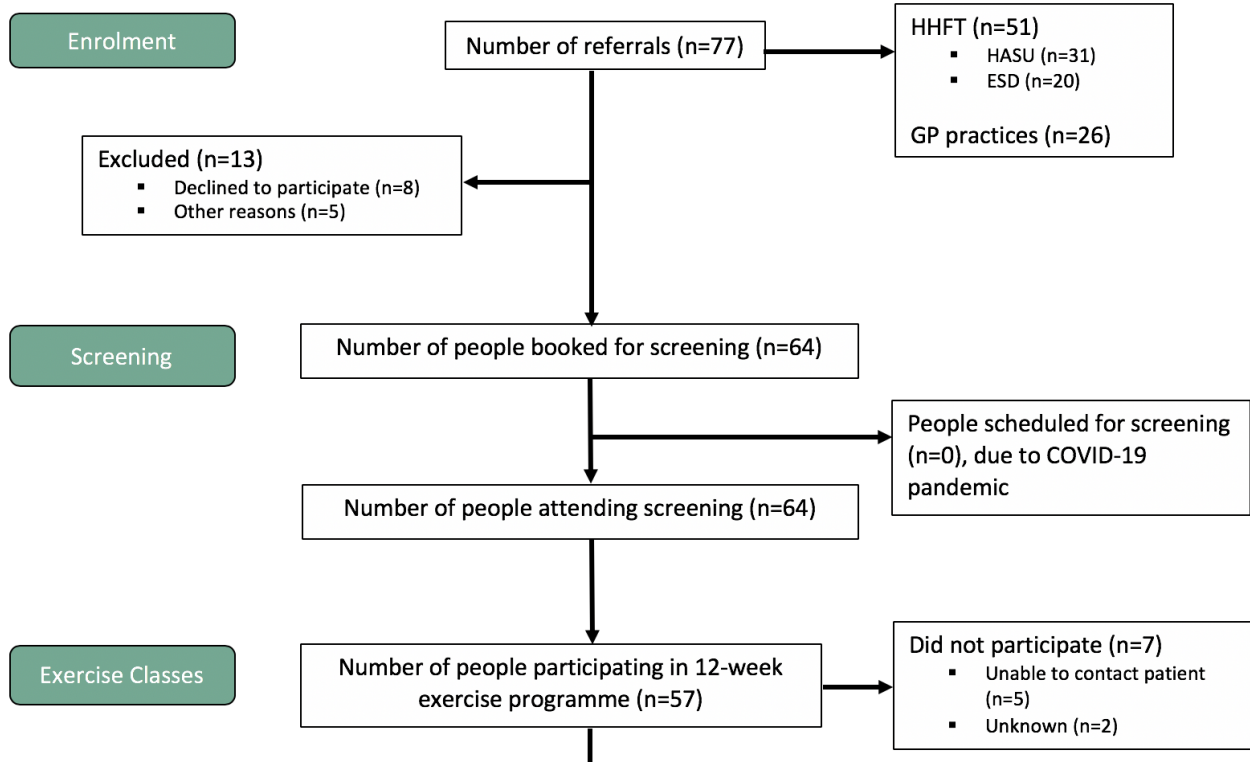 Enrolment
Number of referrals (n=77)
HHFT (n=51)
▪ HASU (n=31)
▪ ESD (n=20)
GP practices (n=26)
Excluded (n=13)
▪ Declined to participate (n=8)
▪ Other reasons (n=5)
Screening
Number of people booked for screening (n=64)
People scheduled for screening
(n=0), due to COVID-19
pandemic
Number of people attending screening (n=64)
Exercise Classes
Number of people participating in 12-week
exercise programme (n=57)
Did not participate (n=7)
▪ Unable to contact patient
(n=5)
▪ Unknown (n=2)